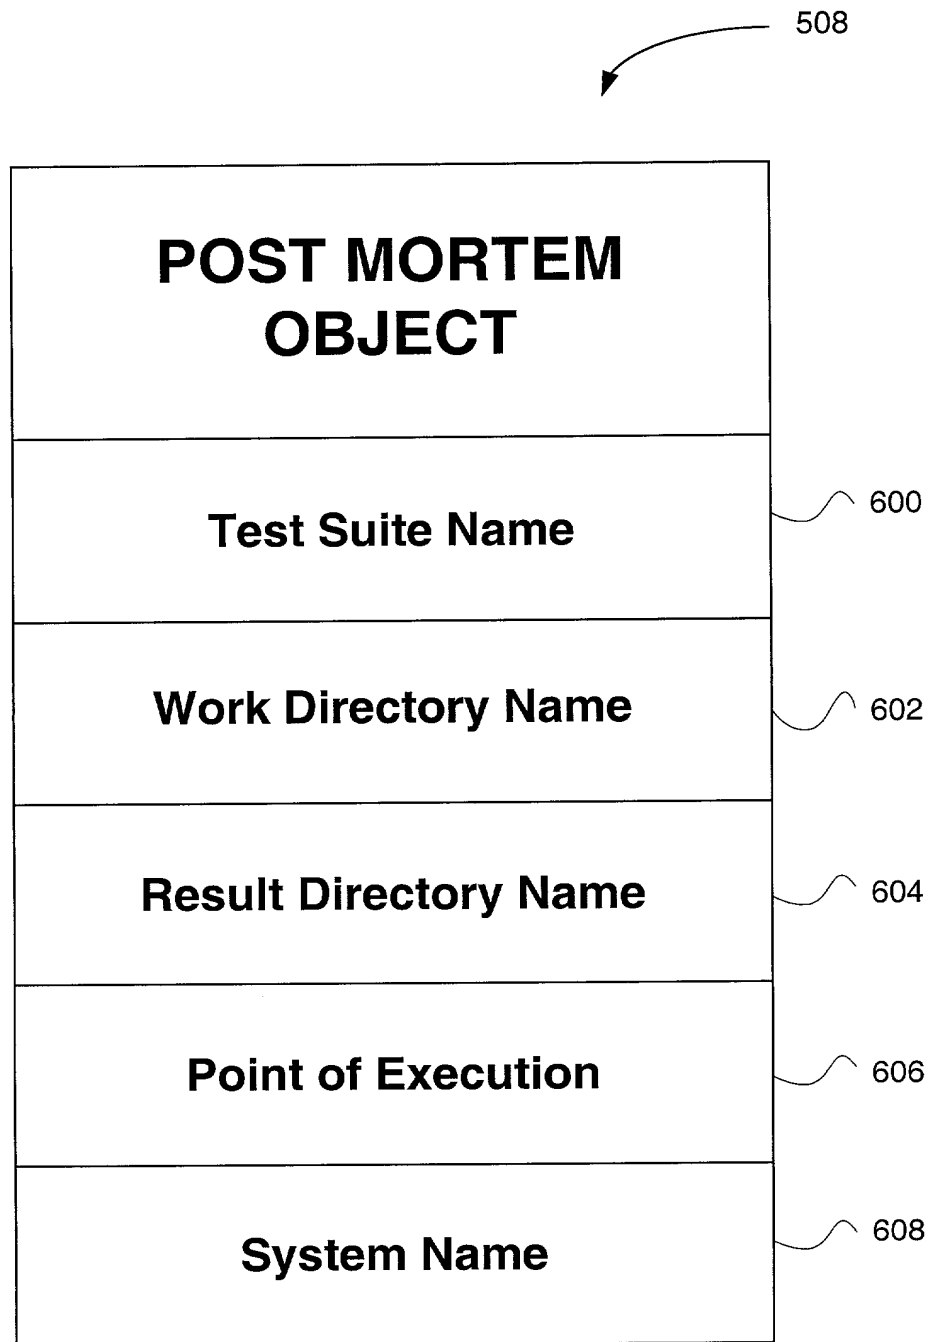 508
POST MORTEM
OBJECT
Test Suite Name
600
Work Directory Name
602
Result Directory Name
604
Point of Execution
606
System Name
608